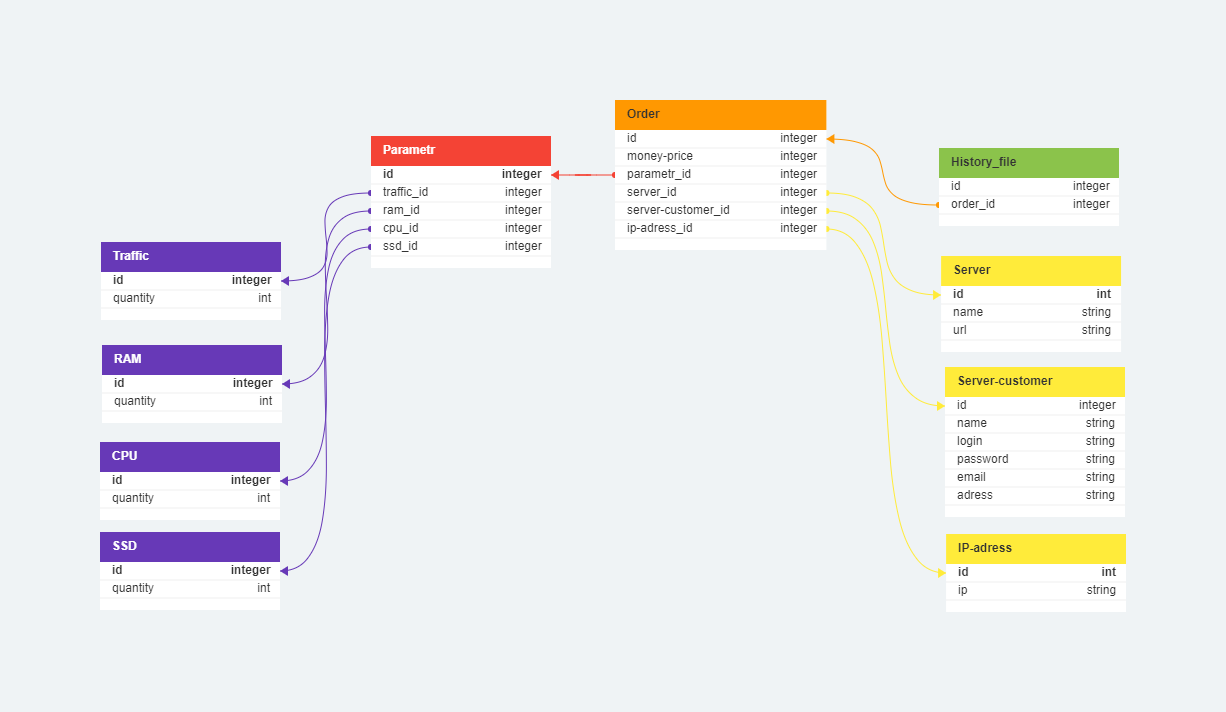 Order
id integer
money-price integer
parametr_id integer
server_id integer
server-customer_id integer
ip-adress_id integer
Parametr
id integer
traffic_id integer
ram_id integer
cpu_id integer
ssd_id integer
History_file
id integer
order_id integer
Traffic
id integer
quantity int
RAM
id integer
quantity int
CPU
id integer
quantity int
SSD
id integer
quantity int
Server
id int
name string
url string
Server-customer
id integer
name string
login string
password string
email string
adress string
IP-adress
id int
ip string